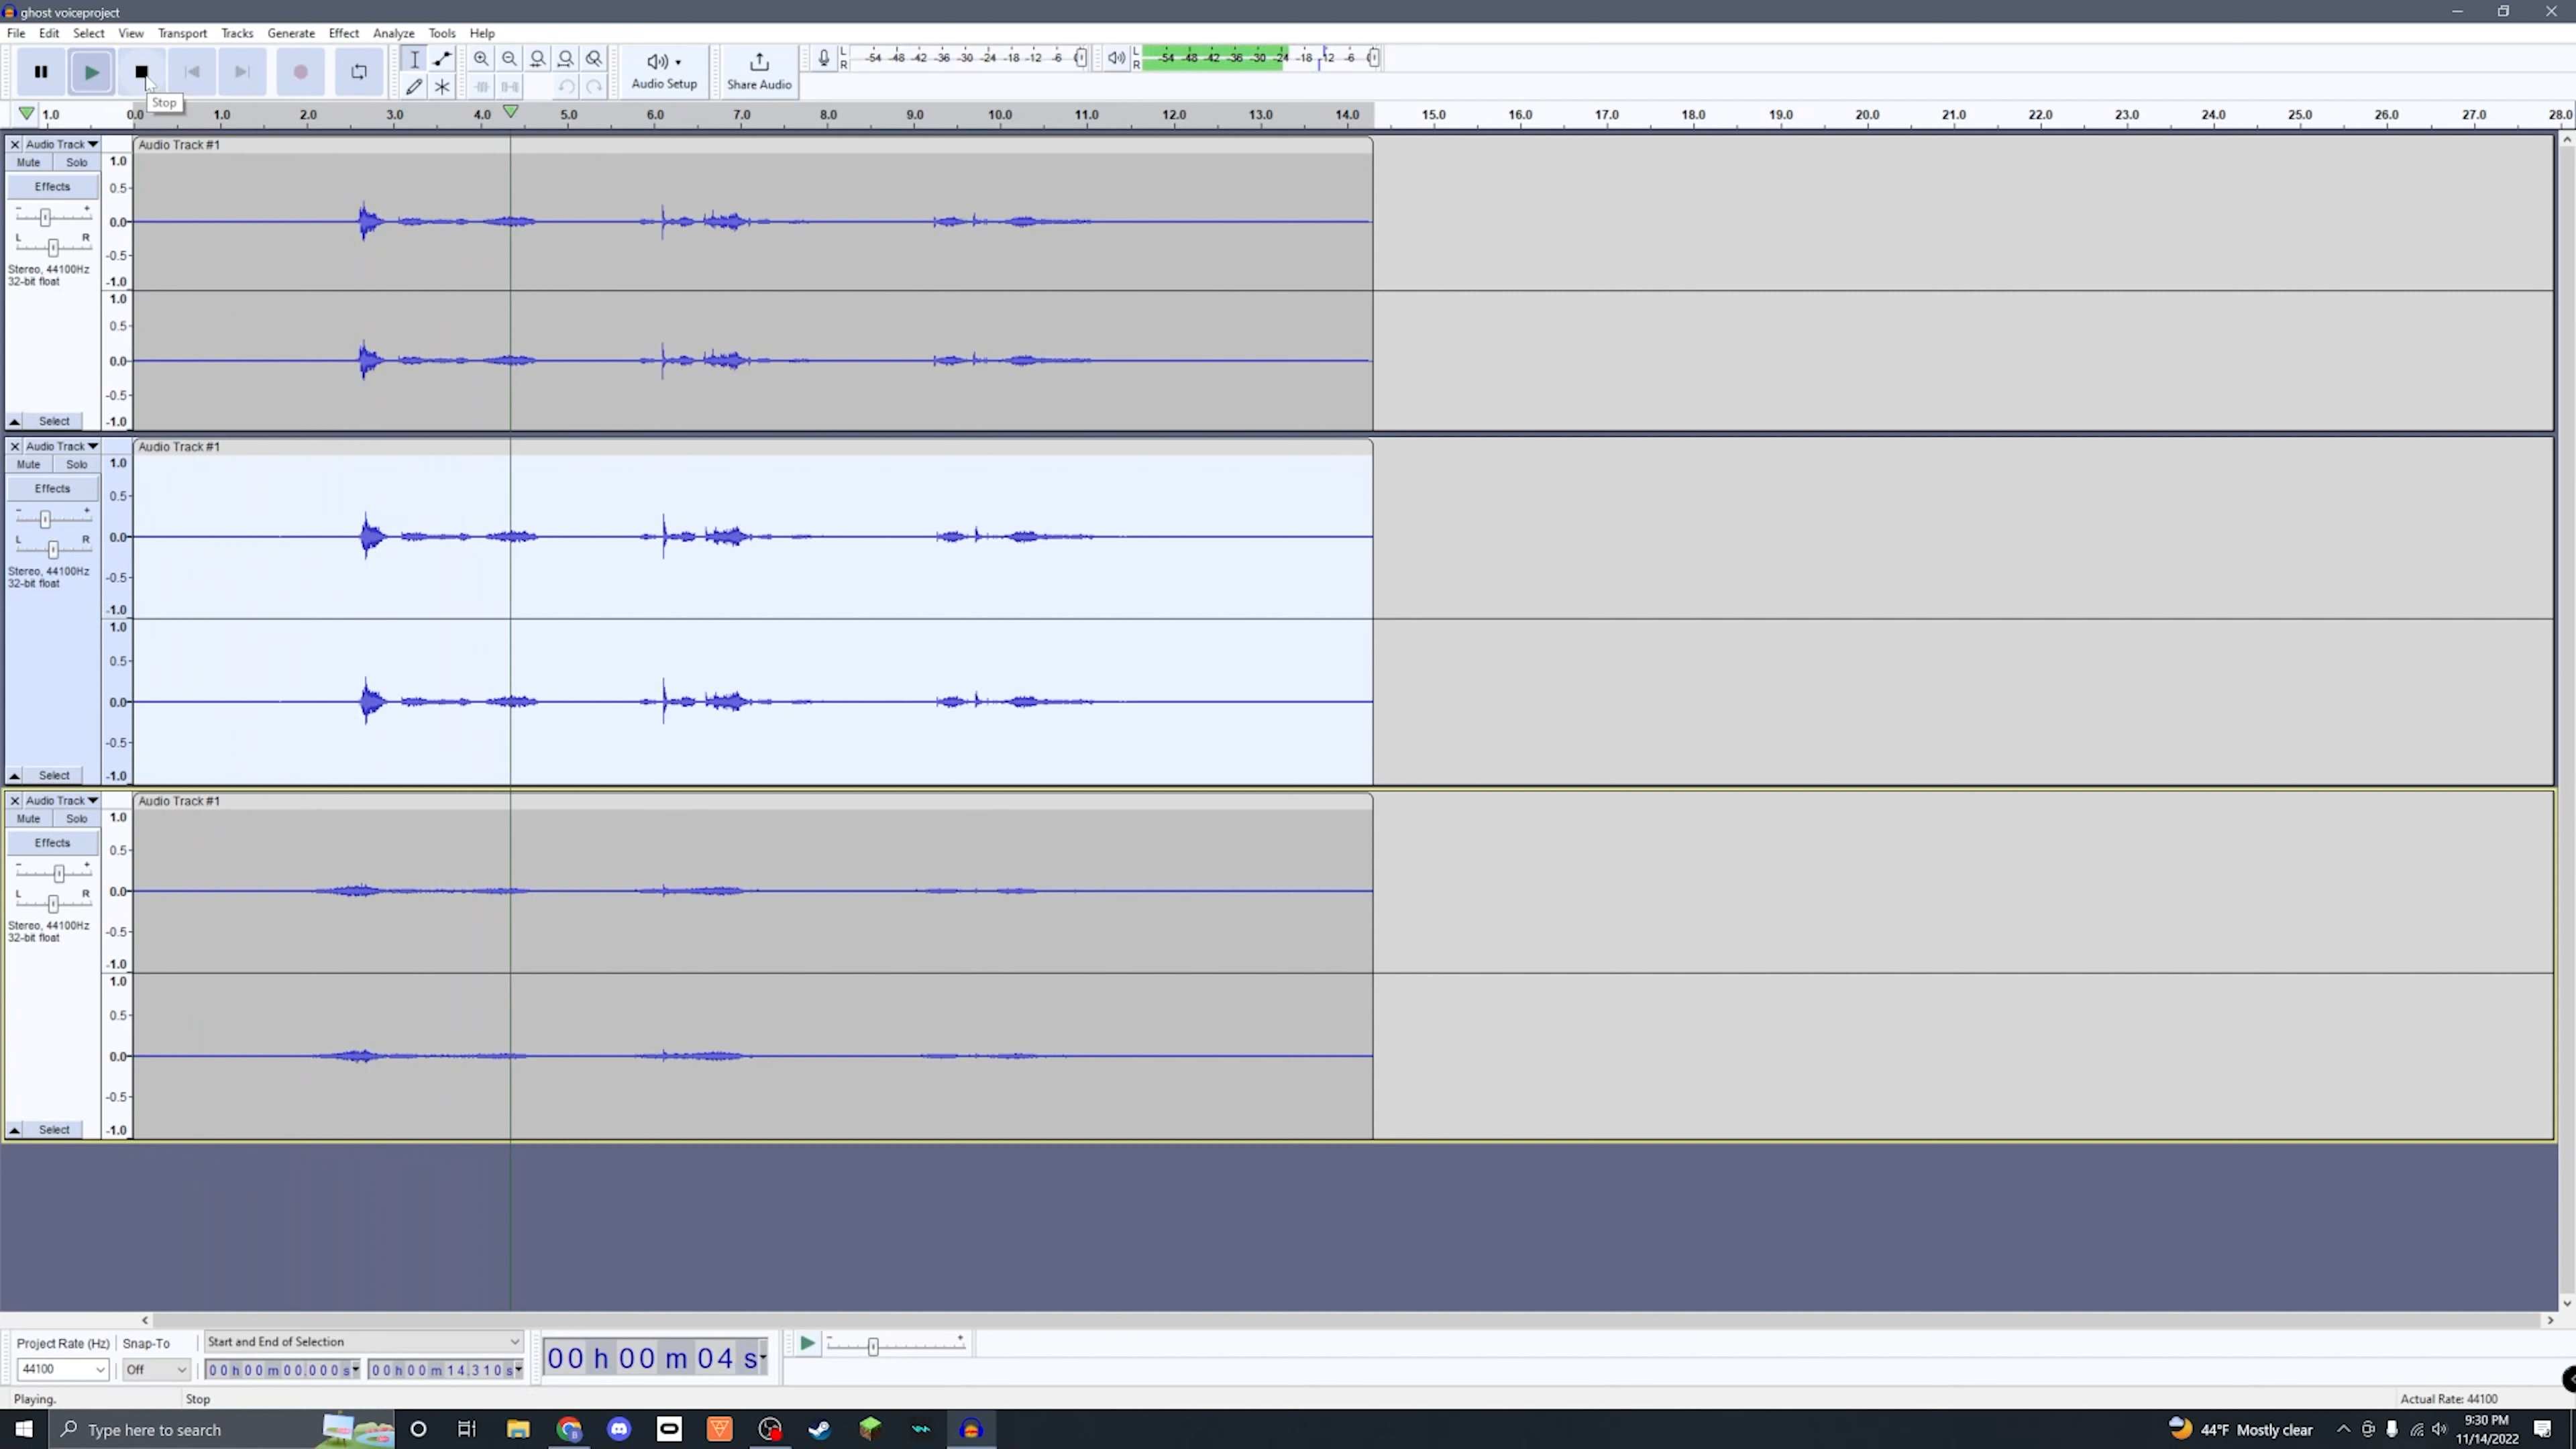 ghost voiceproject
File Edit Select View Transport Tracks Generate Effect Analyze Tools Help
Audio Setup
Share Audio
L R -54 -48 -42 -36 -30 -24 -18 -12 -6 0
L R -54 -48 -42 -36 -30 -24 -18 -12 -6 0
Stop
1.0 0.0 1.0 2.0 3.0 4.0 5.0 6.0 7.0 8.0 9.0 10.0 11.0 12.0 13.0 14.0 15.0 16.0 17.0 18.0 19.0 20.0 21.0 22.0 23.0 24.0 25.0 26.0 27.0 28.0
Audio Track
Audio Track #1
Mute Solo
Effects
- +
L R
Stereo, 44100Hz
32-bit float
Select
1.0
0.5
0.0
-0.5
-1.0
1.0
0.5
0.0
-0.5
-1.0
Audio Track
Audio Track #1
Mute Solo
Effects
- +
L R
Stereo, 44100Hz
32-bit float
Select
1.0
0.5
0.0
-0.5
-1.0
1.0
0.5
0.0
-0.5
-1.0
Audio Track
Audio Track #1
Mute Solo
Effects
- +
L R
Stereo, 44100Hz
32-bit float
Select
1.0
0.5
0.0
-0.5
-1.0
1.0
0.5
0.0
-0.5
-1.0
Project Rate (Hz) Snap-To Start and End of Selection
44100 Off 00h00m00.000s 00h00m14.310s
00 h 00 m 04 s
- +
Playing. Stop Actual Rate: 44100
Type here to search
44°F Mostly clear
9:30 PM
11/14/2022